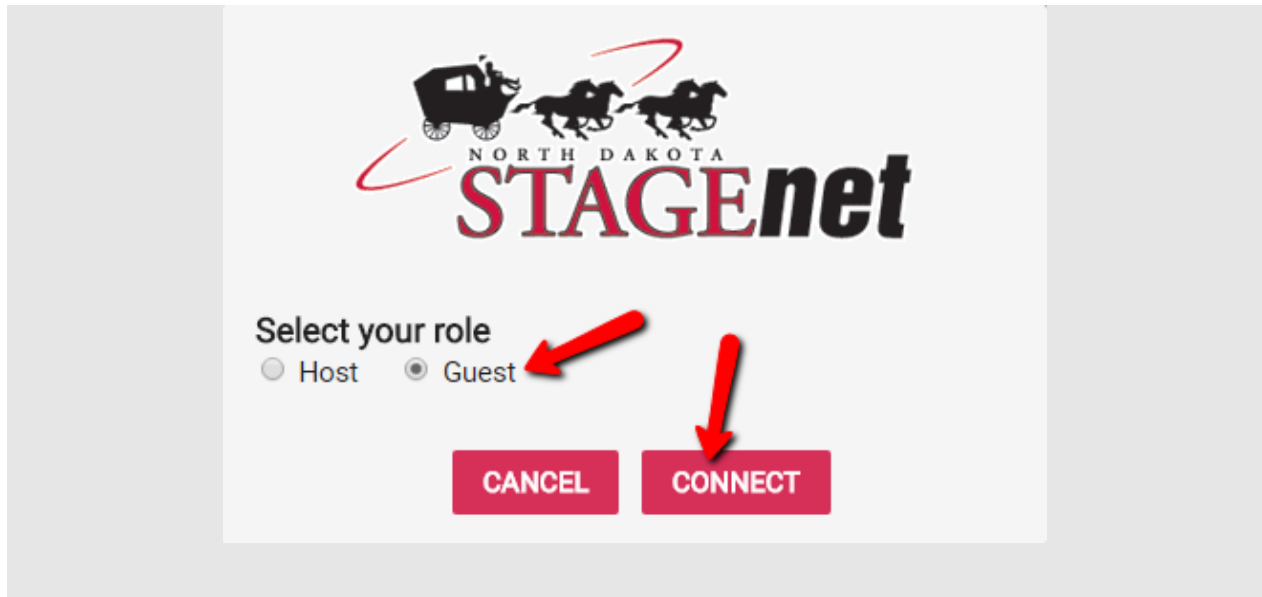 NORTH DAKOTA
STAGEnet
Select your role
Host Guest
CANCEL CONNECT